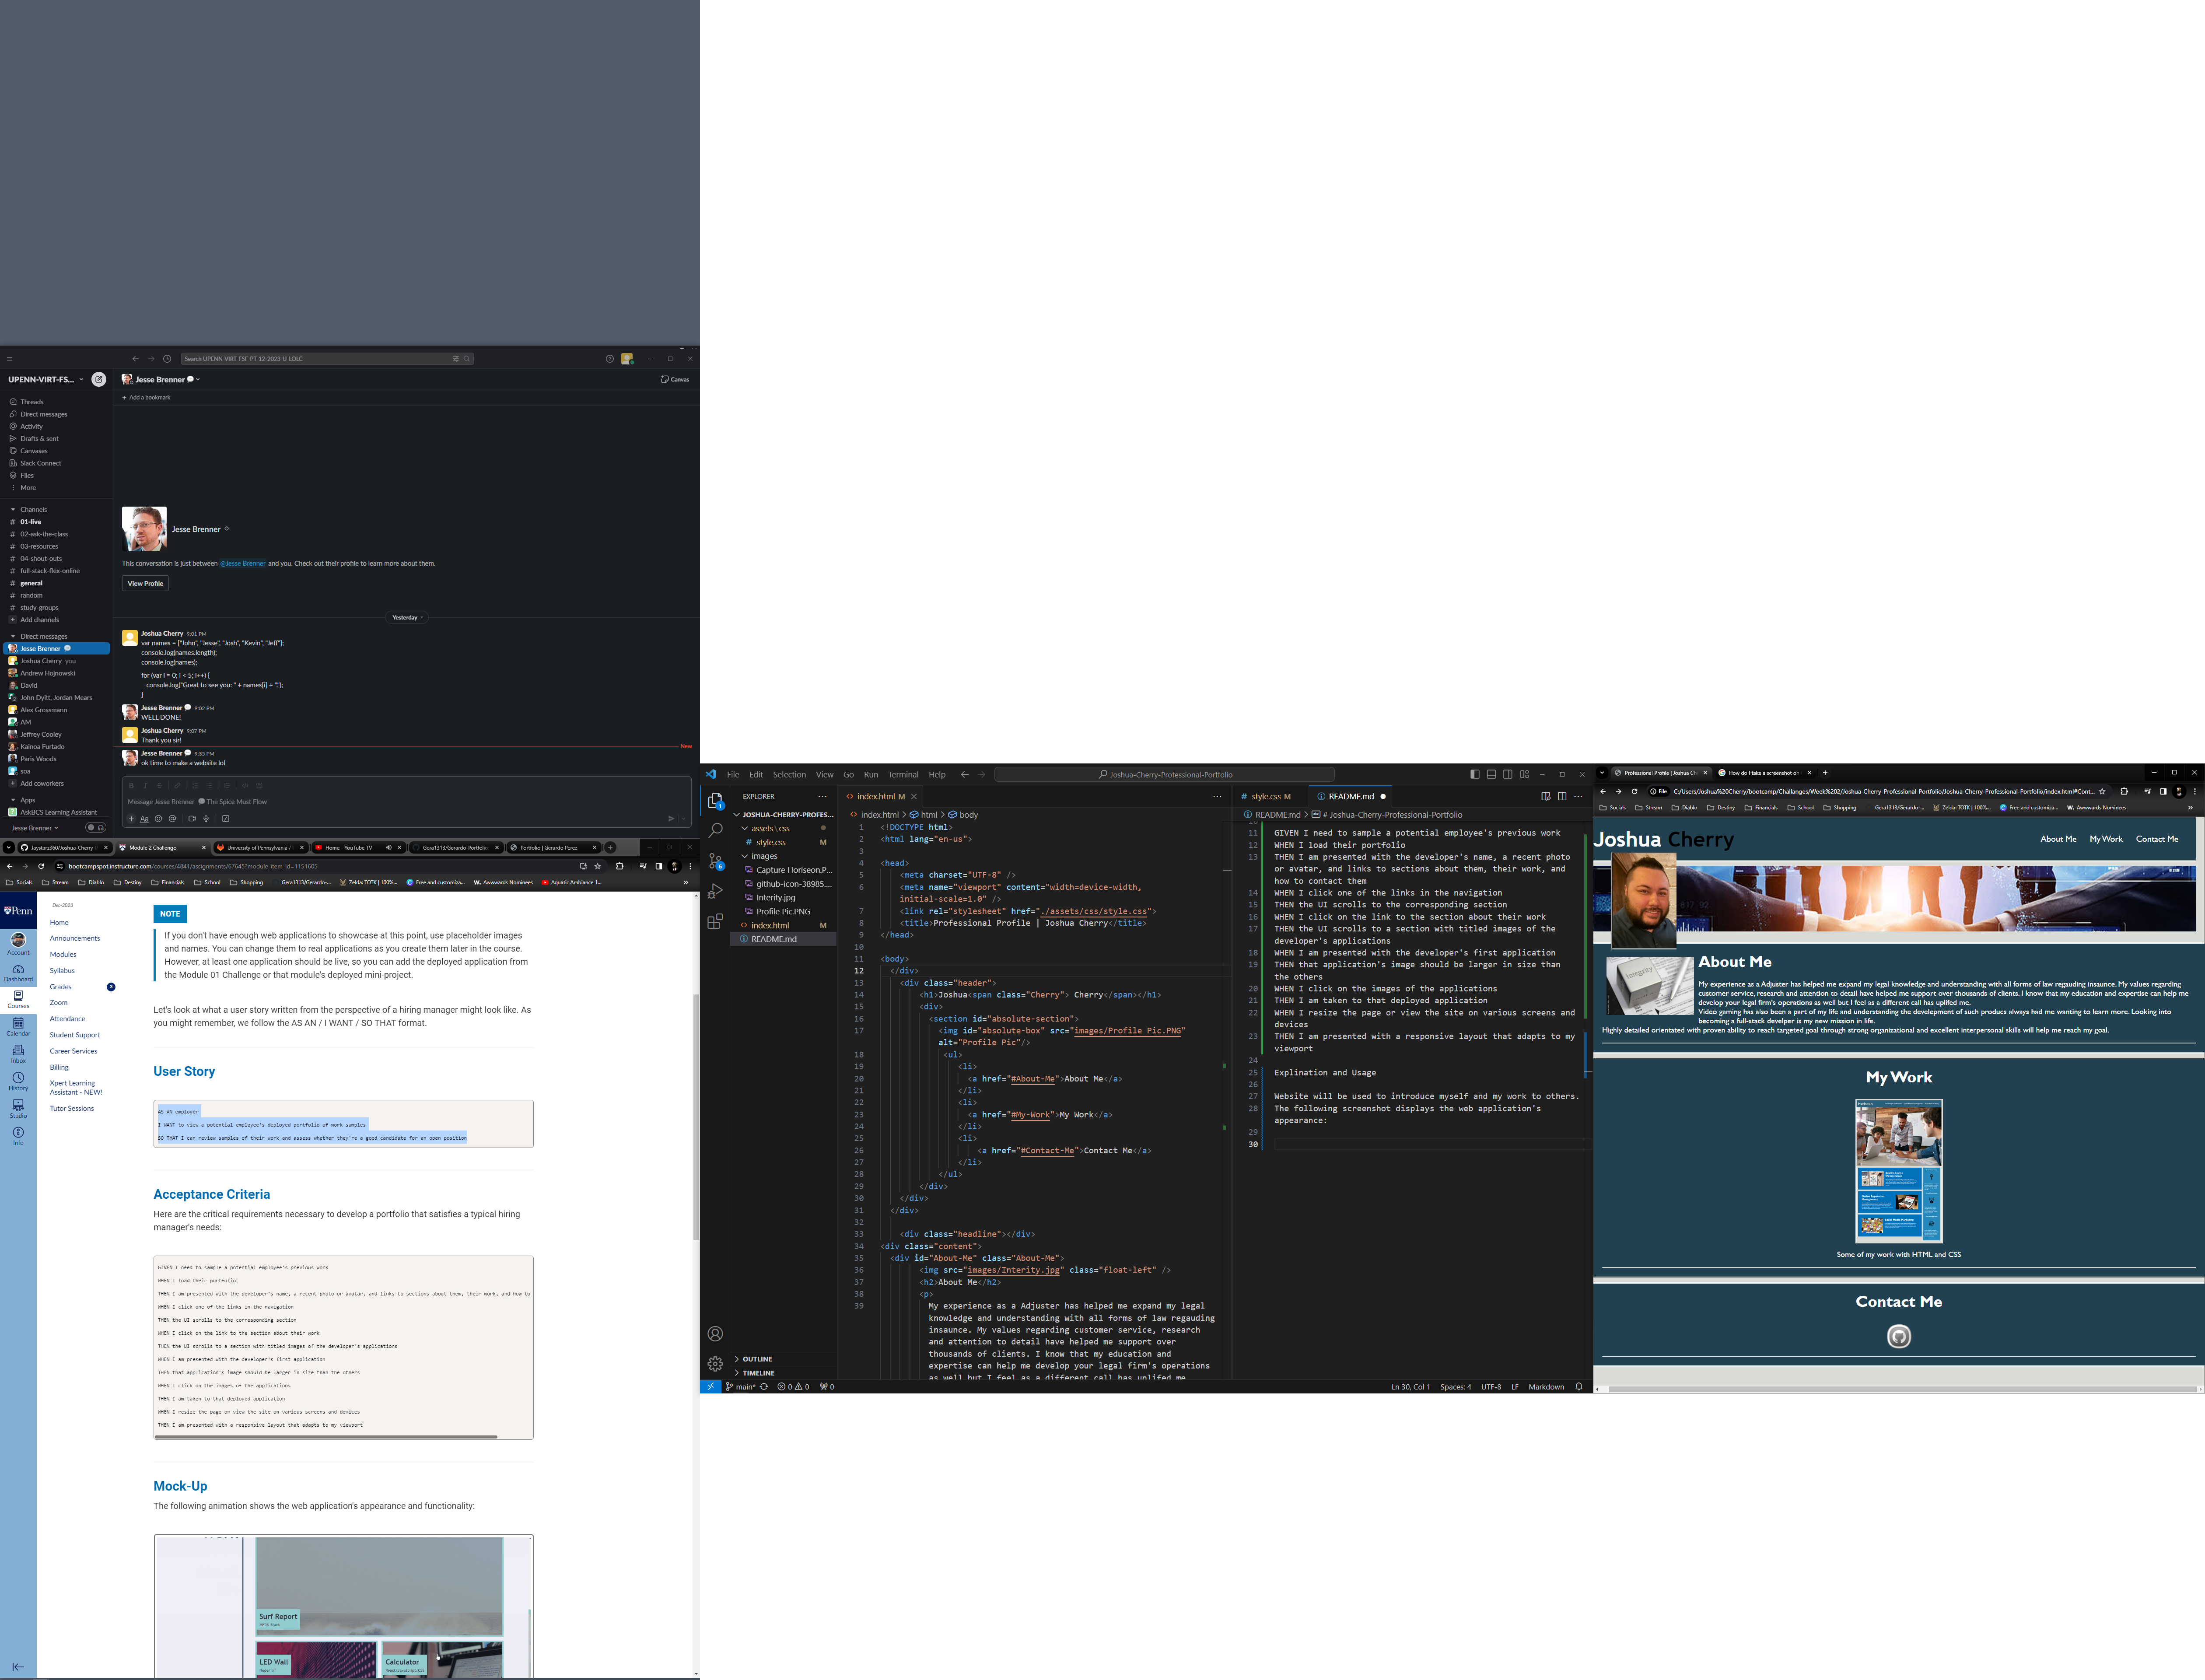 Search UPENN-VIRT-FSF-PT-12-2023-U-LOLC
UPENN-VIRT-FS...
Threads
Direct messages
Activity
Drafts & sent
Canvases
Slack Connect
Files
More
Channels
# 01-live
# 02-ask-the-class
# 03-resources
# 04-shout-outs
# full-stack-flex-online
# general
# random
# study-groups
+ Add channels
Direct messages
Jesse Brenner
Joshua Cherry you
Andrew Hojnowski
David
John Dyitt, Jordan Mears
Alex Grossmann
AM
Jeffrey Cooley
Kainoa Furtado
Paris Woods
soa
+ Add coworkers
Apps
AskBCS Learning Assistant
Jesse Brenner
Jesse Brenner
Canvas
+ Add a bookmark
Jesse Brenner
This conversation is just between @Jesse Brenner and you. Check out their profile to learn more about them.
View Profile
Yesterday
Joshua Cherry 9:01 PM
var names = ["John", "Jesse", "Josh", "Kevin", "Jeff"];
console.log(names.length);
console.log(names);
for (var i = 0; i < 5; i++) {
console.log("Great to see you: " + names[i] + ".");
}
Jesse Brenner 9:02 PM
WELL DONE!
Joshua Cherry 9:07 PM
Thank you sir!
New
Jesse Brenner 9:35 PM
ok time to make a website lol
Message Jesse Brenner The Spice Must Flow
Jaystarz360/Joshua-Cherry-
Module 2 Challenge
University of Pennsylvania /
Home - YouTube TV
Gera1313/Gerardo-Portfolio
Portfolio | Gerardo Perez
bootcampspot.instructure.com/courses/4841/assignments/67645?module_item_id=1151605
Socials
Stream
Diablo
Destiny
Financials
School
Shopping
Gera1313/Gerardo-...
Zelda: TOTK | 100%...
Free and customiza...
Awwwards Nominees
Aquatic Ambiance 1...
Penn
Account
Dashboard
Courses
Calendar
Inbox
History
Studio
Info
Dec-2023
Home
Announcements
Modules
Syllabus
Grades 3
Zoom
Attendance
Student Support
Career Services
Billing
Xpert Learning
Assistant - NEW!
Tutor Sessions
NOTE
If you don't have enough web applications to showcase at this point, use placeholder images
and names. You can change them to real applications as you create them later in the course.
However, at least one application should be live, so you can add the deployed application from
the Module 01 Challenge or that module's deployed mini-project.
Let's look at what a user story written from the perspective of a hiring manager might look like. As
you might remember, we follow the AS AN / I WANT / SO THAT format.
User Story
AS AN employer
I WANT to view a potential employee's deployed portfolio of work samples
SO THAT I can review samples of their work and assess whether they're a good candidate for an open position
Acceptance Criteria
Here are the critical requirements necessary to develop a portfolio that satisfies a typical hiring
manager's needs:
GIVEN I need to sample a potential employee's previous work
WHEN I load their portfolio
THEN I am presented with the developer's name, a recent photo or avatar, and links to sections about them, their work, and how to
WHEN I click one of the links in the navigation
THEN the UI scrolls to the corresponding section
WHEN I click on the link to the section about their work
THEN the UI scrolls to a section with titled images of the developer's applications
WHEN I am presented with the developer's first application
THEN that application's image should be larger in size than the others
WHEN I click on the images of the applications
THEN I am taken to that deployed application
WHEN I resize the page or view the site on various screens and devices
THEN I am presented with a responsive layout that adapts to my viewport
Mock-Up
The following animation shows the web application's appearance and functionality:
Surf Report
LED Wall
Calculator
File Edit Selection View Go Run Terminal Help
Joshua-Cherry-Professional-Portfolio
EXPLORER
JOSHUA-CHERRY-PROFES...
assets \ css
# style.css M
images
Capture Horiseon.P...
github-icon-38985....
Interity.jpg
Profile Pic.PNG
index.html M
README.md
OUTLINE
TIMELINE
index.html M
index.html > html > body
1 <!DOCTYPE html>
2 <html lang="en-us">
3
4 <head>
5 <meta charset="UTF-8" />
6 <meta name="viewport" content="width=device-width,
initial-scale=1.0" />
7 <link rel="stylesheet" href="./assets/css/style.css">
8 <title>Professional Profile | Joshua Cherry</title>
9 </head>
10
11 <body>
12 </div>
13 <div class="header">
14 <h1>Joshua<span class="Cherry"> Cherry</span></h1>
15 <div>
16 <section id="absolute-section">
17 <img id="absolute-box" src="images/Profile Pic.PNG"
alt="Profile Pic"/>
18 <ul>
19 <li>
20 <a href="#About-Me">About Me</a>
21 </li>
22 <li>
23 <a href="#My-Work">My Work</a>
24 </li>
25 <li>
26 <a href="#Contact-Me">Contact Me</a>
27 </li>
28 </ul>
29 </div>
30 </div>
31 </div>
32
33 <div class="headline"></div>
34 <div class="content">
35 <div id="About-Me" class="About-Me">
36 <img src="images/Interity.jpg" class="float-left" />
37 <h2>About Me</h2>
38 <p>
39 My experience as a Adjuster has helped me expand my legal
knowledge and understanding with all forms of law regauding
insaunce. My values regarding customer service, research
and attention to detail have helped me support over
thousands of clients. I know that my education and
expertise can help me develop your legal firm's operations
as well but I feel as a different call has uplifed me.
# style.css M
README.md
README.md > # Joshua-Cherry-Professional-Portfolio
11 GIVEN I need to sample a potential employee's previous work
12 WHEN I load their portfolio
13 THEN I am presented with the developer's name, a recent photo
or avatar, and links to sections about them, their work, and
how to contact them
14 WHEN I click one of the links in the navigation
15 THEN the UI scrolls to the corresponding section
16 WHEN I click on the link to the section about their work
17 THEN the UI scrolls to a section with titled images of the
developer's applications
18 WHEN I am presented with the developer's first application
19 THEN that application's image should be larger in size than
the others
20 WHEN I click on the images of the applications
21 THEN I am taken to that deployed application
22 WHEN I resize the page or view the site on various screens and
devices
23 THEN I am presented with a responsive layout that adapts to my
viewport
24
25 Explination and Usage
26
27 Website will be used to introduce myself and my work to others.
28 The following screenshot displays the web application's
appearance:
29
30
main*
0 0
0
Ln 30, Col 1 Spaces: 4 UTF-8 LF Markdown
Professional Profile | Joshua Ch
How do I take a screenshot on
File C:/Users/Joshua%20Cherry/bootcamp/Challenges/Week%202/Joshua-Cherry-Professional-Portfolio/Joshua-Cherry-Professional-Portfolio/index.html#Cont...
Socials
Stream
Diablo
Destiny
Financials
School
Shopping
Gera1313/Gerardo-...
Zelda: TOTK | 100%...
Free and customiza...
Awwwards Nominees
Joshua Cherry
About Me My Work Contact Me
Integrity
About Me
My experience as a Adjuster has helped me expand my legal knowledge and understanding with all forms of law regauding insaunce. My values regarding
customer service, research and attention to detail have helped me support over thousands of clients. I know that my education and expertise can help me
develop your legal firm's operations as well but I feel as a different call has uplifed me.
Video gaming has also been a part of my life and understanding the development of such producs always had me wanting to learn more. Looking into
becoming a full-stack develper is my new mission in life.
Highly detailed orientated with proven ability to reach targeted goal through strong organizational and excellent interpersonal skills will help me reach my goal.
My Work
Some of my work with HTML and CSS
Contact Me